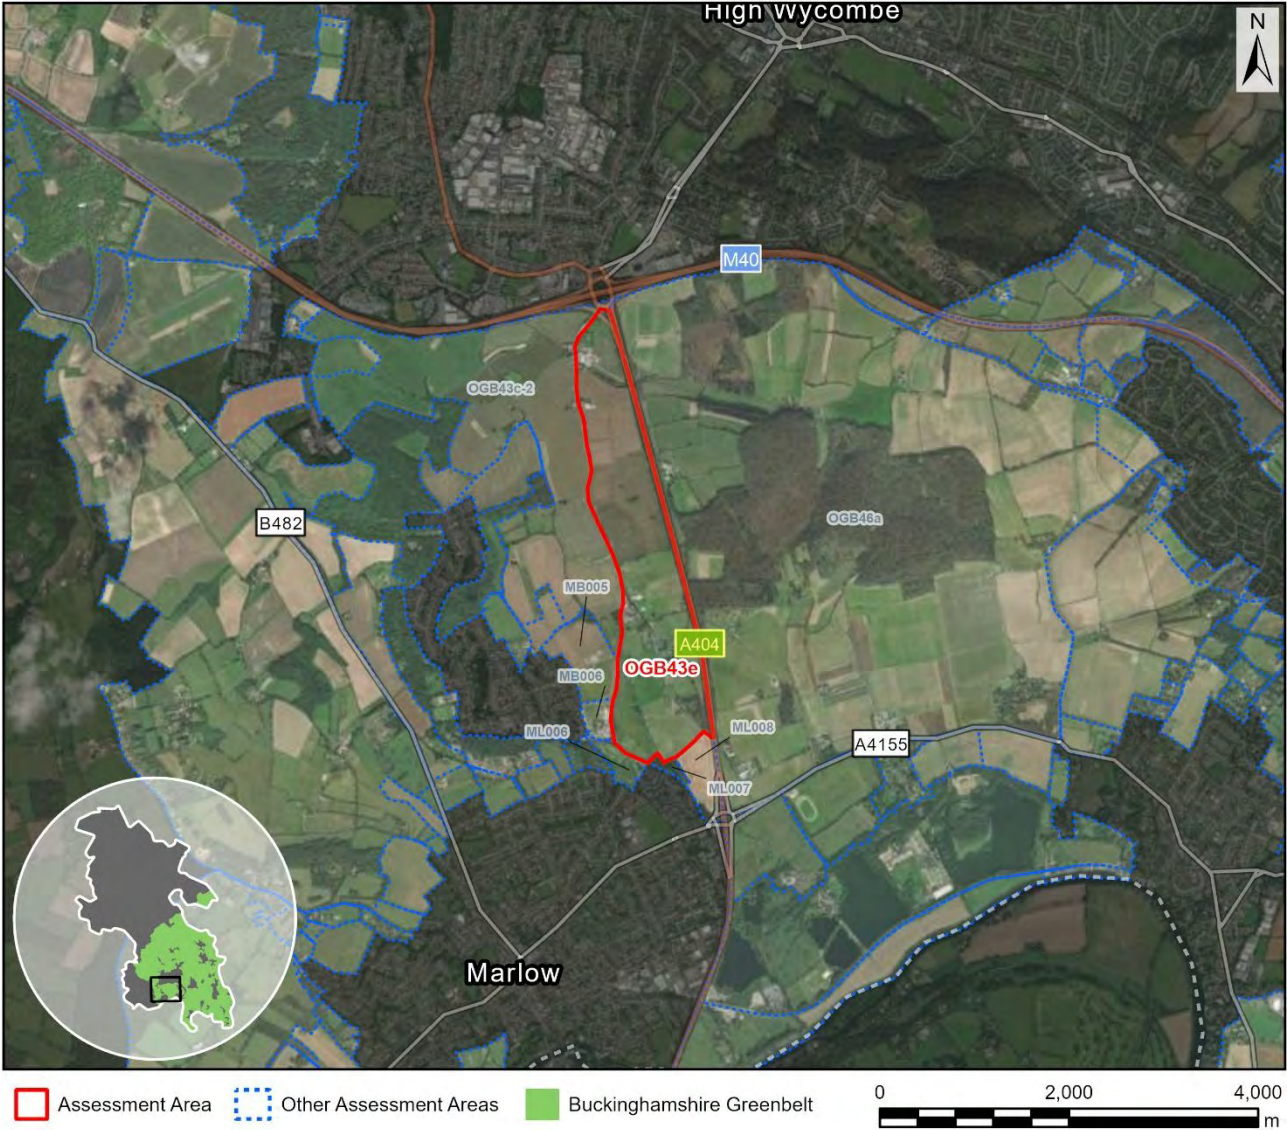 High Wycombe
N
M40
OGB43c-2
B482
OGB46a
MB005
A404
OGB43e
MB006
ML006
ML008
A4155
ML007
Marlow
Assessment Area
Other Assessment Areas
Buckinghamshire Greenbelt
0 2,000 4,000
m